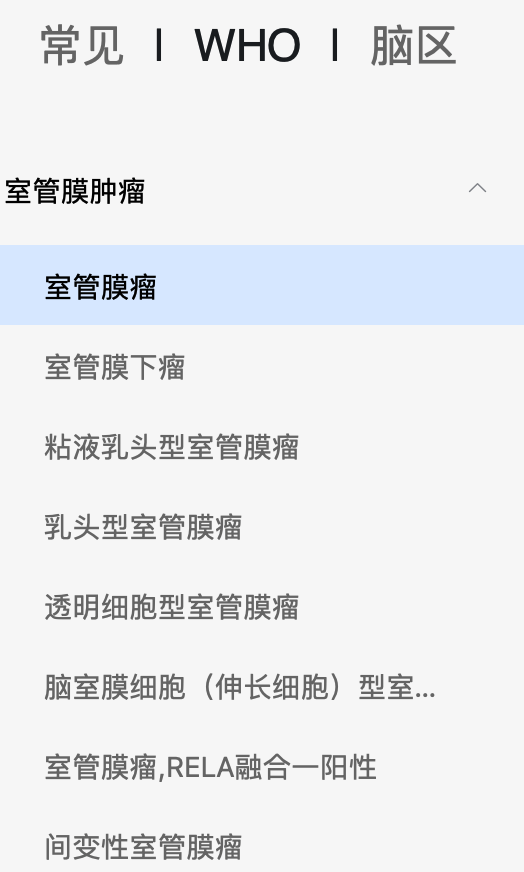 常见 | WHO | 脑区
室管膜肿瘤
室管膜瘤
室管膜下瘤
粘液乳头型室管膜瘤
乳头型室管膜瘤
透明细胞型室管膜瘤
脑室膜细胞（伸长细胞）型室...
室管膜瘤,RELA融合一阳性
间变性室管膜瘤